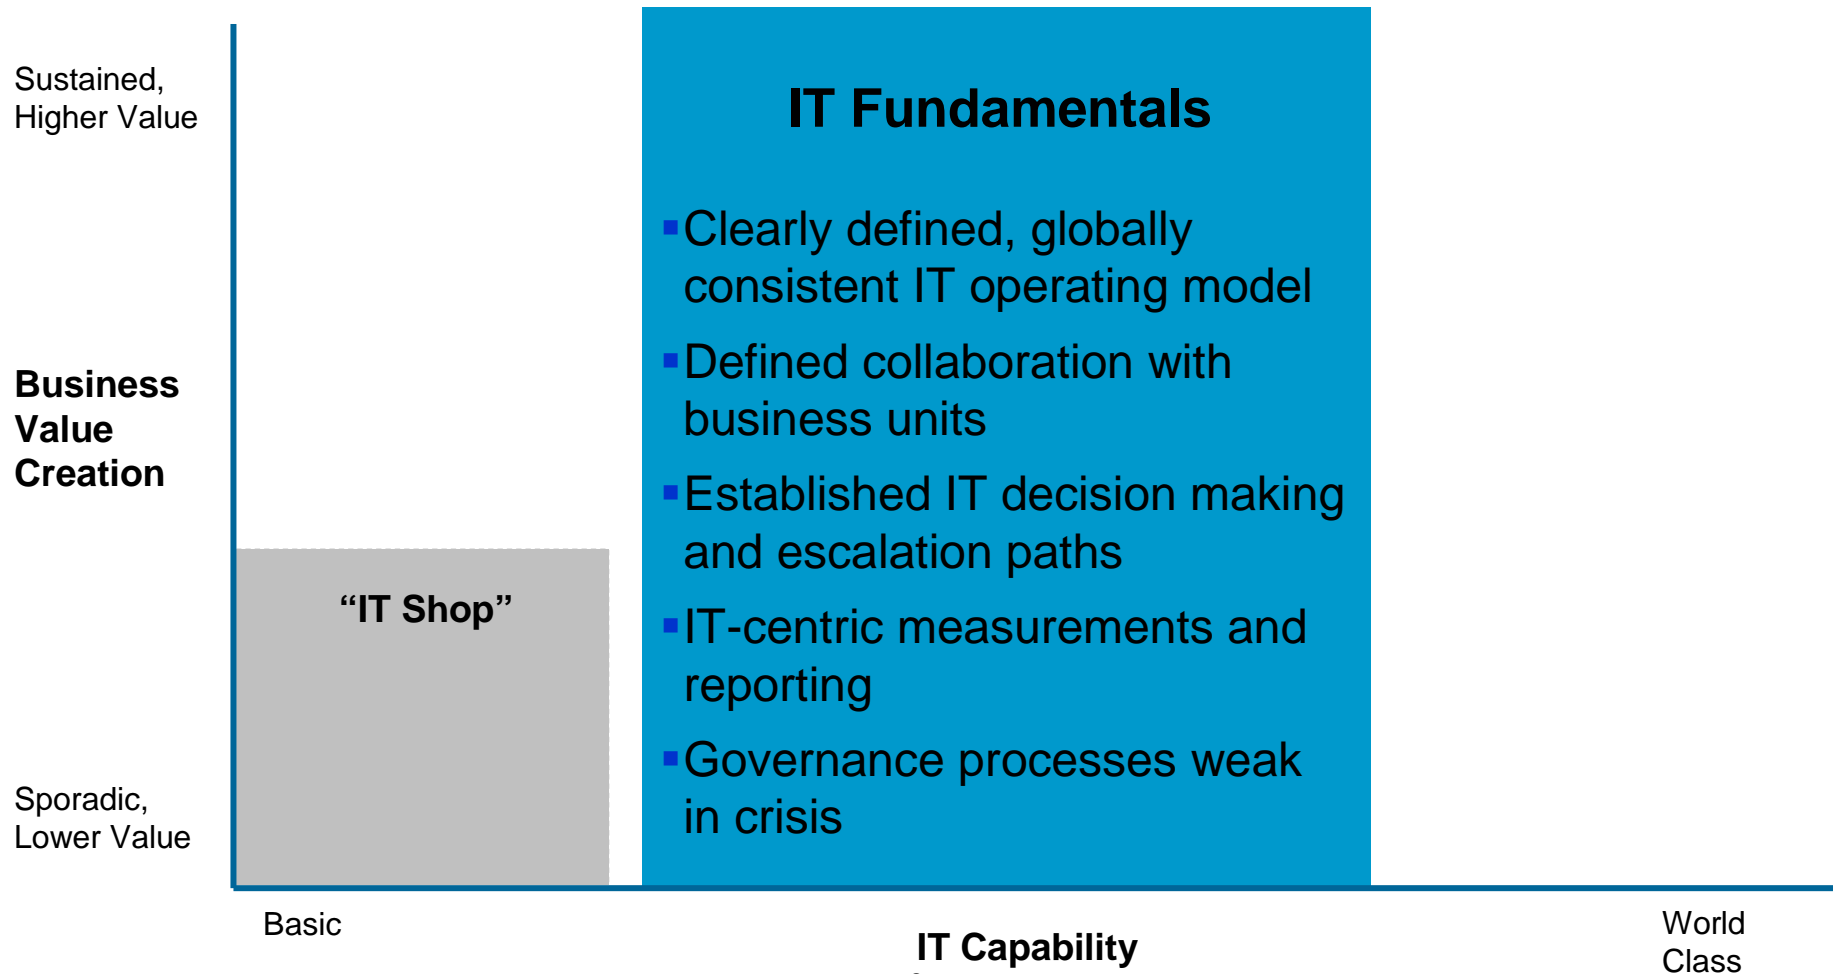 Sustained,
Higher Value
Business
Value
Creation
Sporadic,
Lower Value
“IT Shop”
IT Fundamentals
▪Clearly defined, globally
consistent IT operating model
▪Defined collaboration with
business units
▪Established IT decision making
and escalation paths
▪IT-centric measurements and
reporting
▪Governance processes weak
in crisis
Basic
IT Capability
World
Class